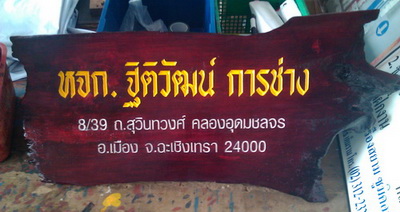 หจก. ฐิติวัฒน์ การช่าง
8/39 ถ.สุวินทวงศ์ คลองอุดมชลจร
อ.เมือง จ.ฉะเชิงเทรา 24000